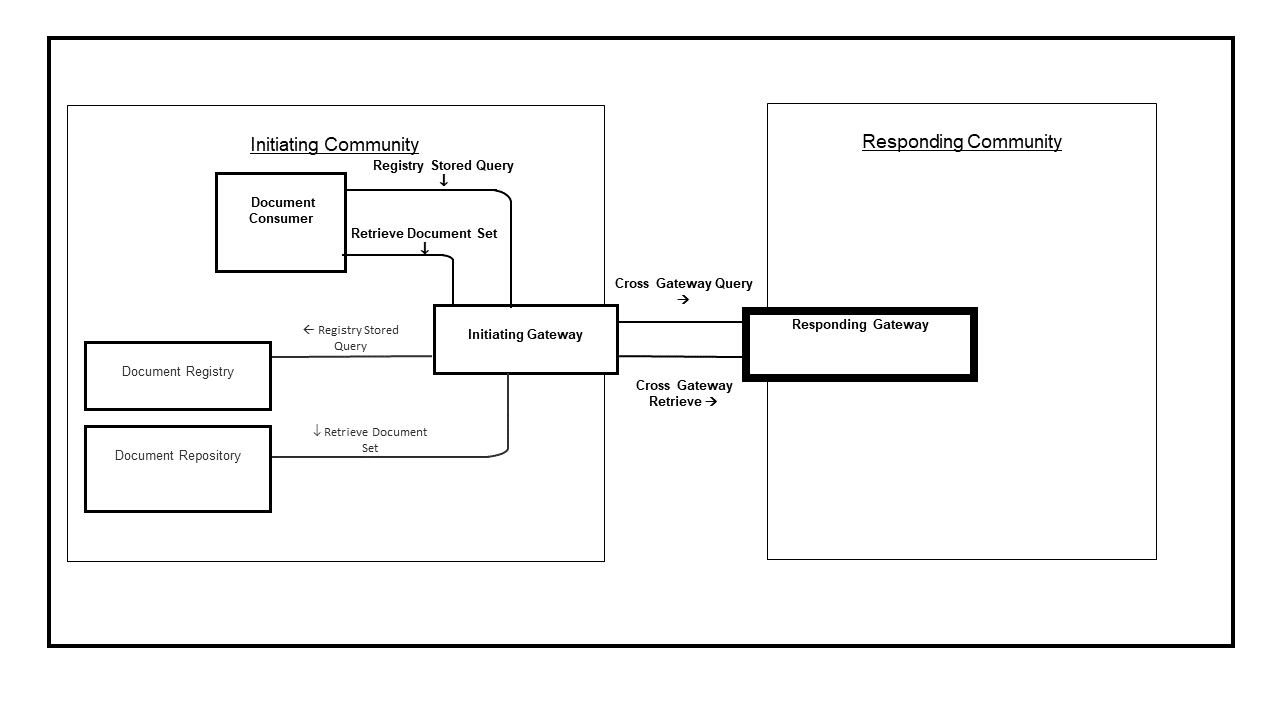 Initiating Community
Registry Stored Query
↓
Document
Consumer
Retrieve Document Set
↓
Initiating Gateway
← Registry Stored
Query
Document Registry
↓ Retrieve Document
Set
Document Repository
Cross Gateway Query
→
Cross Gateway
Retrieve →
Responding Community
Responding Gateway